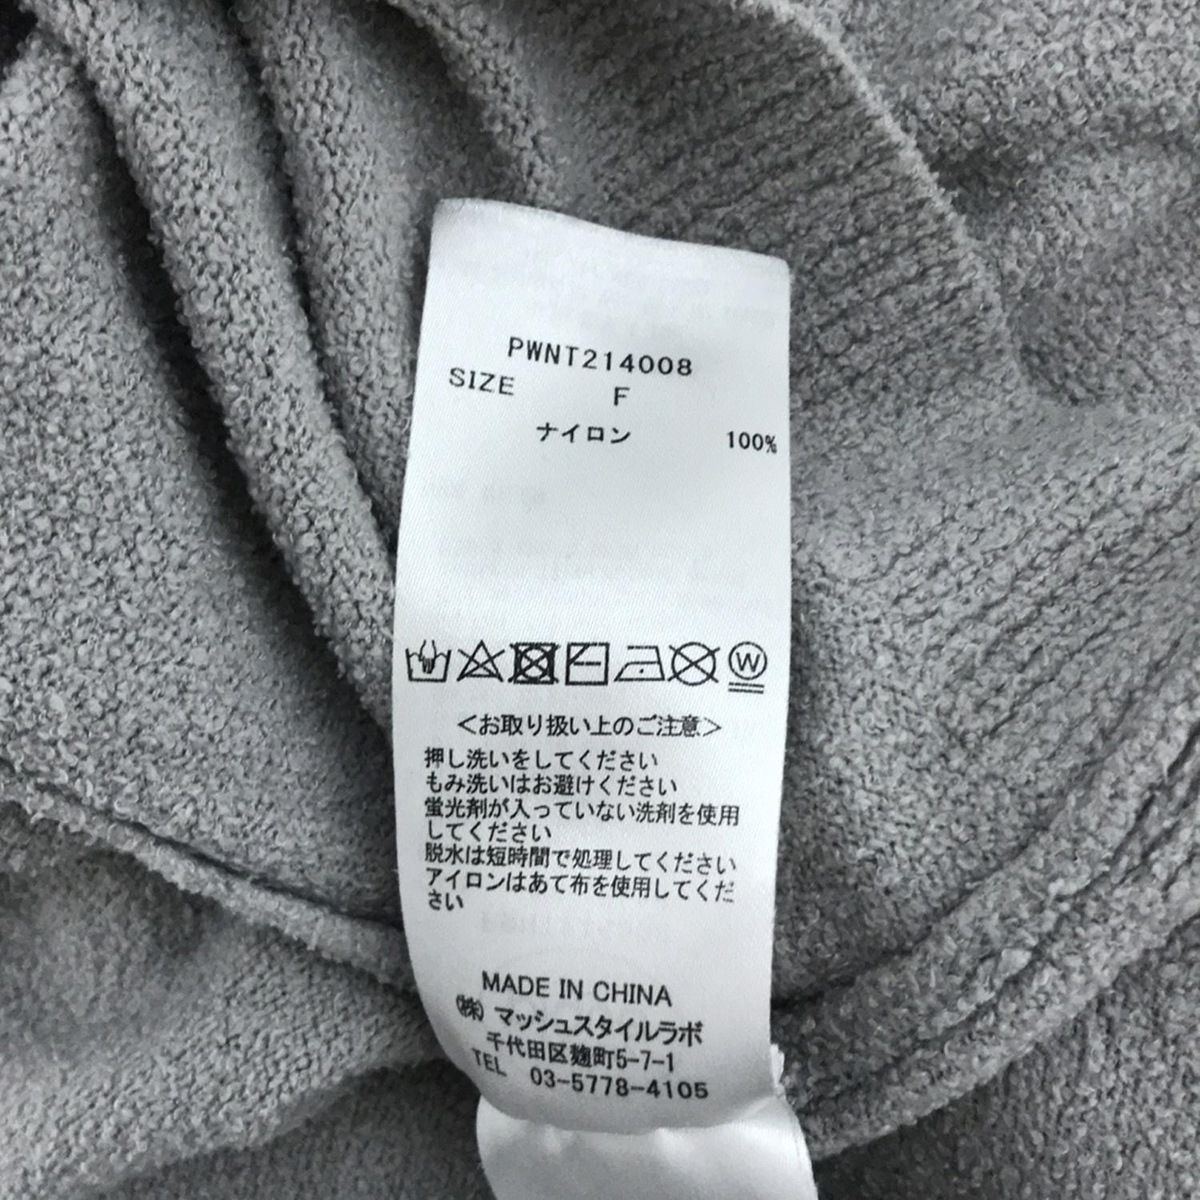 PWNT214008
SIZE F
ナイロン 100%
W
＜お取り扱い上のご注意＞
押し洗いをしてください
もみ洗いはお避けください
蛍光剤が入っていない洗剤を使用
してください
脱水は短時間で処理してください
アイロンはあて布を使用してくだ
さい
MADE IN CHINA
(株) マッシュスタイルラボ
千代田区麹町5-7-1
TEL 03-5778-4105